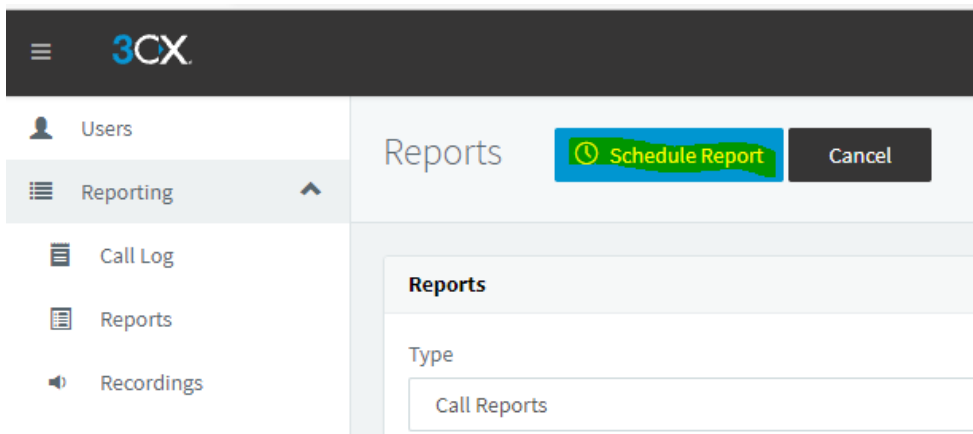 3CX
Users
Reporting
Call Log
Reports
Recordings
Reports
Schedule Report
Cancel
Reports
Type
Call Reports